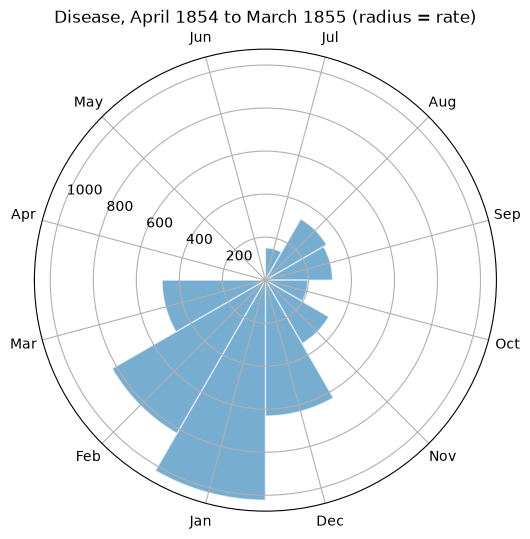 Disease, April 1854 to March 1855 (radius = rate)
Jun
Jul
May
Aug
1000
800
600
400
200
Apr
Sep
Mar
Oct
Feb
Nov
Jan
Dec